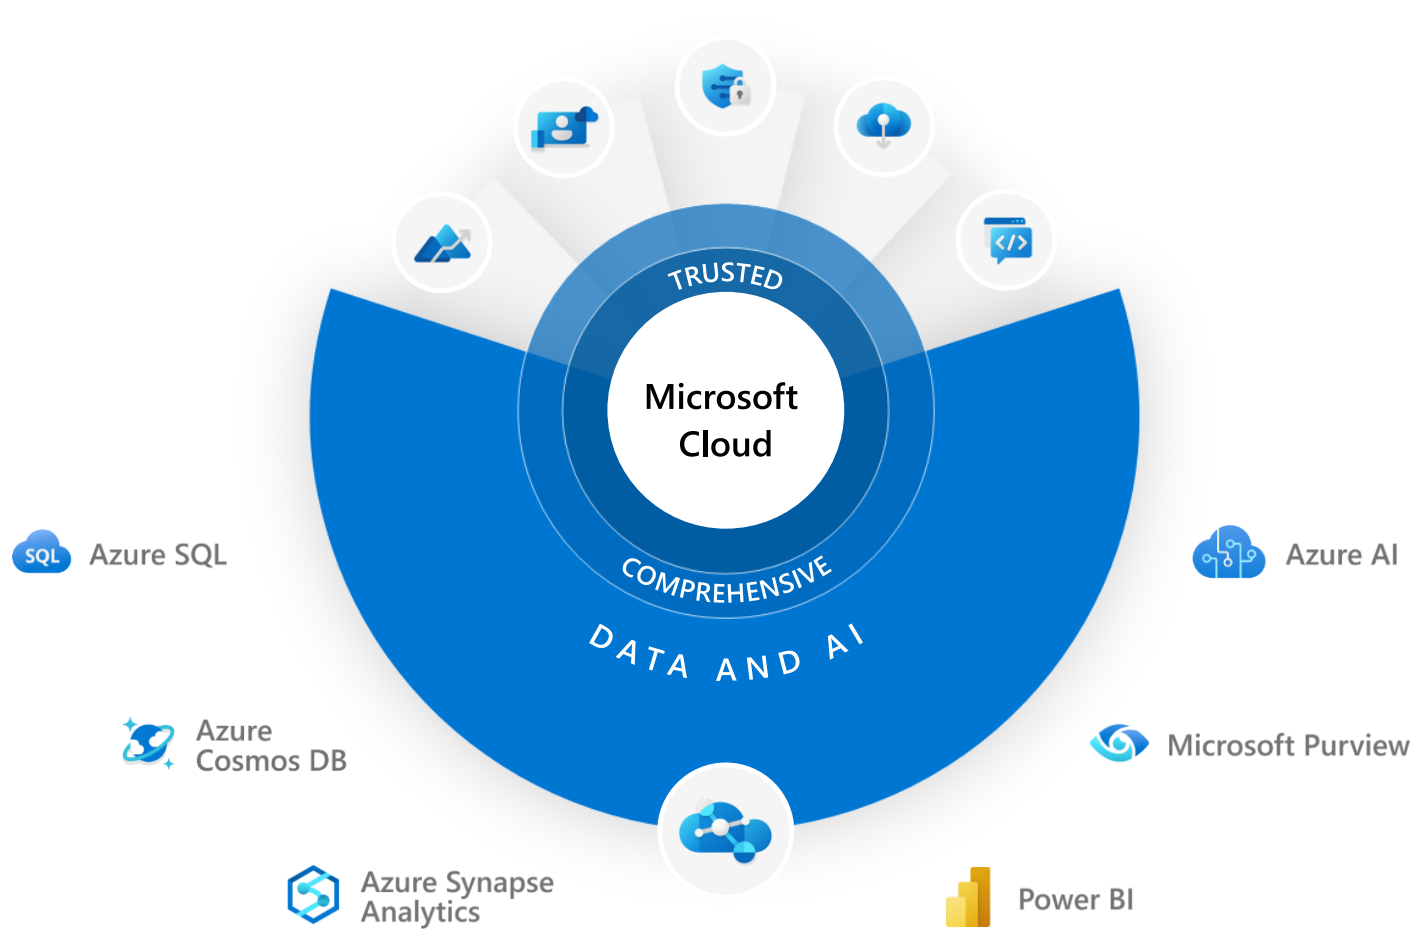 TRUSTED
Microsoft
Cloud
COMPREHENSIVE
DATA AND AI
SQL
Azure SQL
Azure
Cosmos DB
Azure Synapse
Analytics
Azure AI
Microsoft Purview
Power BI